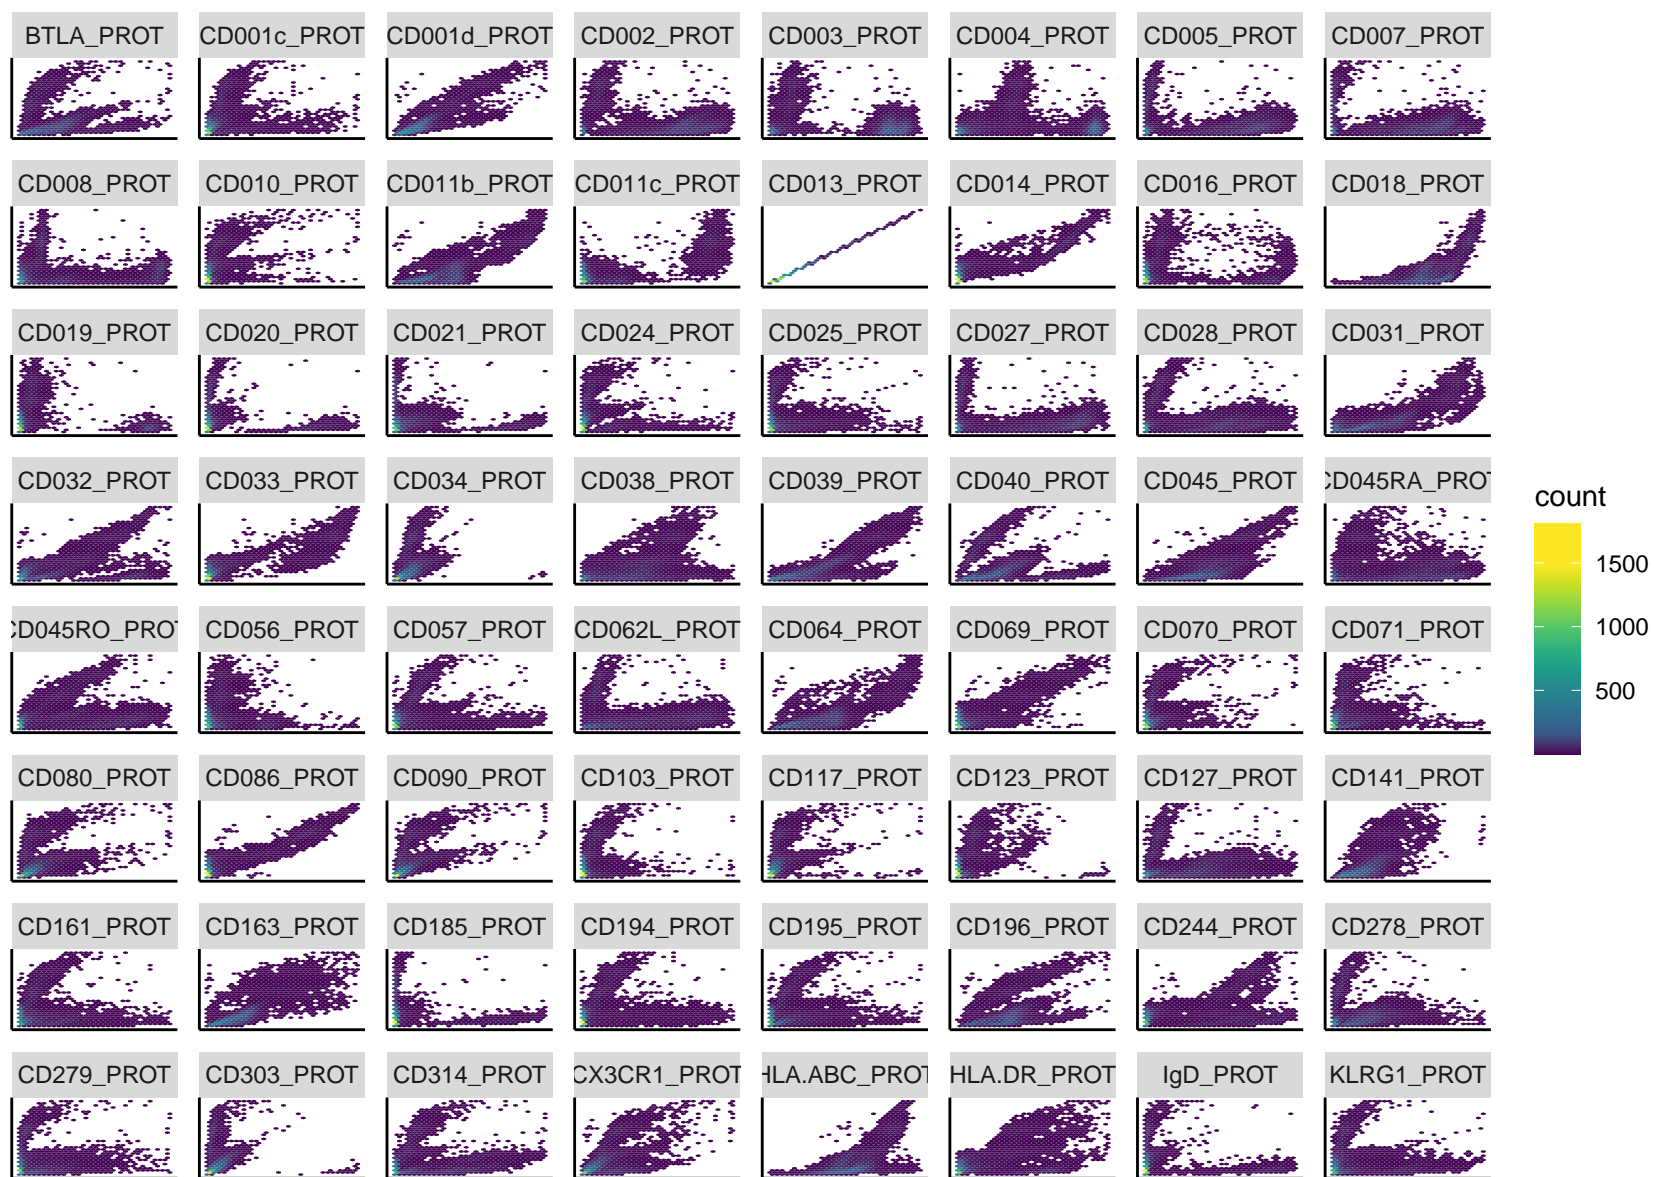 BTLA_PROT CD001c_PROT CD001d_PROT CD002_PROT CD003_PROT CD004_PROT CD005_PROT CD007_PROT
CD008_PROT CD010_PROT CD011b_PROT CD011c_PROT CD013_PROT CD014_PROT CD016_PROT CD018_PROT
CD019_PROT CD020_PROT CD021_PROT CD024_PROT CD025_PROT CD027_PROT CD028_PROT CD031_PROT
CD032_PROT CD033_PROT CD034_PROT CD038_PROT CD039_PROT CD040_PROT CD045_PROT CD045RA_PROT
CD045RO_PROT CD056_PROT CD057_PROT CD062L_PROT CD064_PROT CD069_PROT CD070_PROT CD071_PROT
CD080_PROT CD086_PROT CD090_PROT CD103_PROT CD117_PROT CD123_PROT CD127_PROT CD141_PROT
CD161_PROT CD163_PROT CD185_PROT CD194_PROT CD195_PROT CD196_PROT CD244_PROT CD278_PROT
CD279_PROT CD303_PROT CD314_PROT CX3CR1_PROT HLA.ABC_PROT HLA.DR_PROT IgD_PROT KLRG1_PROT
count
1500
1000
500